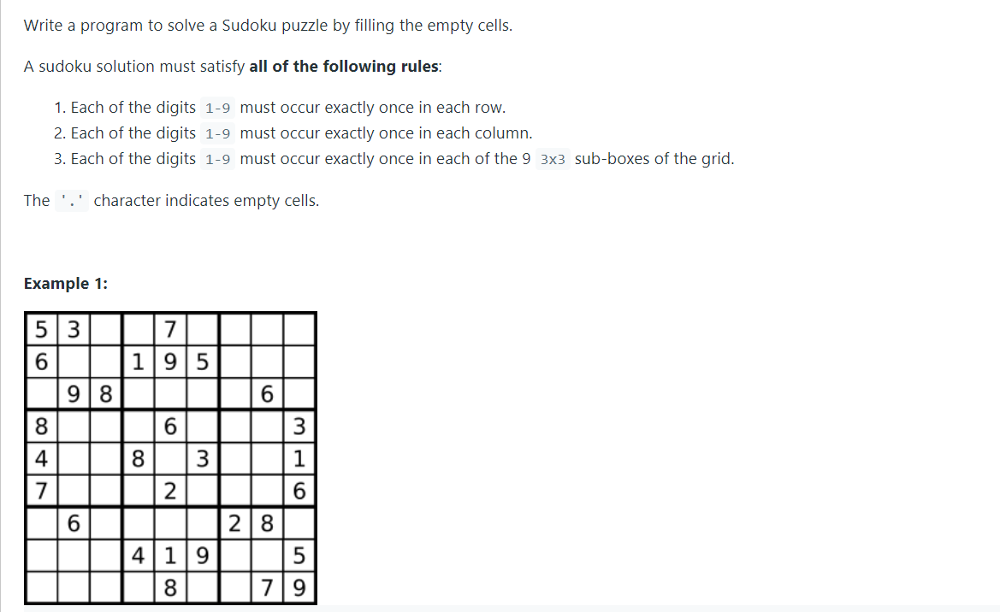 Write a program to solve a Sudoku puzzle by filling the empty cells.
A sudoku solution must satisfy all of the following rules:
1. Each of the digits 1-9 must occur exactly once in each row.
2. Each of the digits 1-9 must occur exactly once in each column.
3. Each of the digits 1-9 must occur exactly once in each of the 9 3x3 sub-boxes of the grid.
The '.' character indicates empty cells.
Example 1:
5 3 7
6 1 9 5
9 8 6
8 6 3
4 8 3 1
7 2 6
6 2 8
4 1 9 5
8 7 9